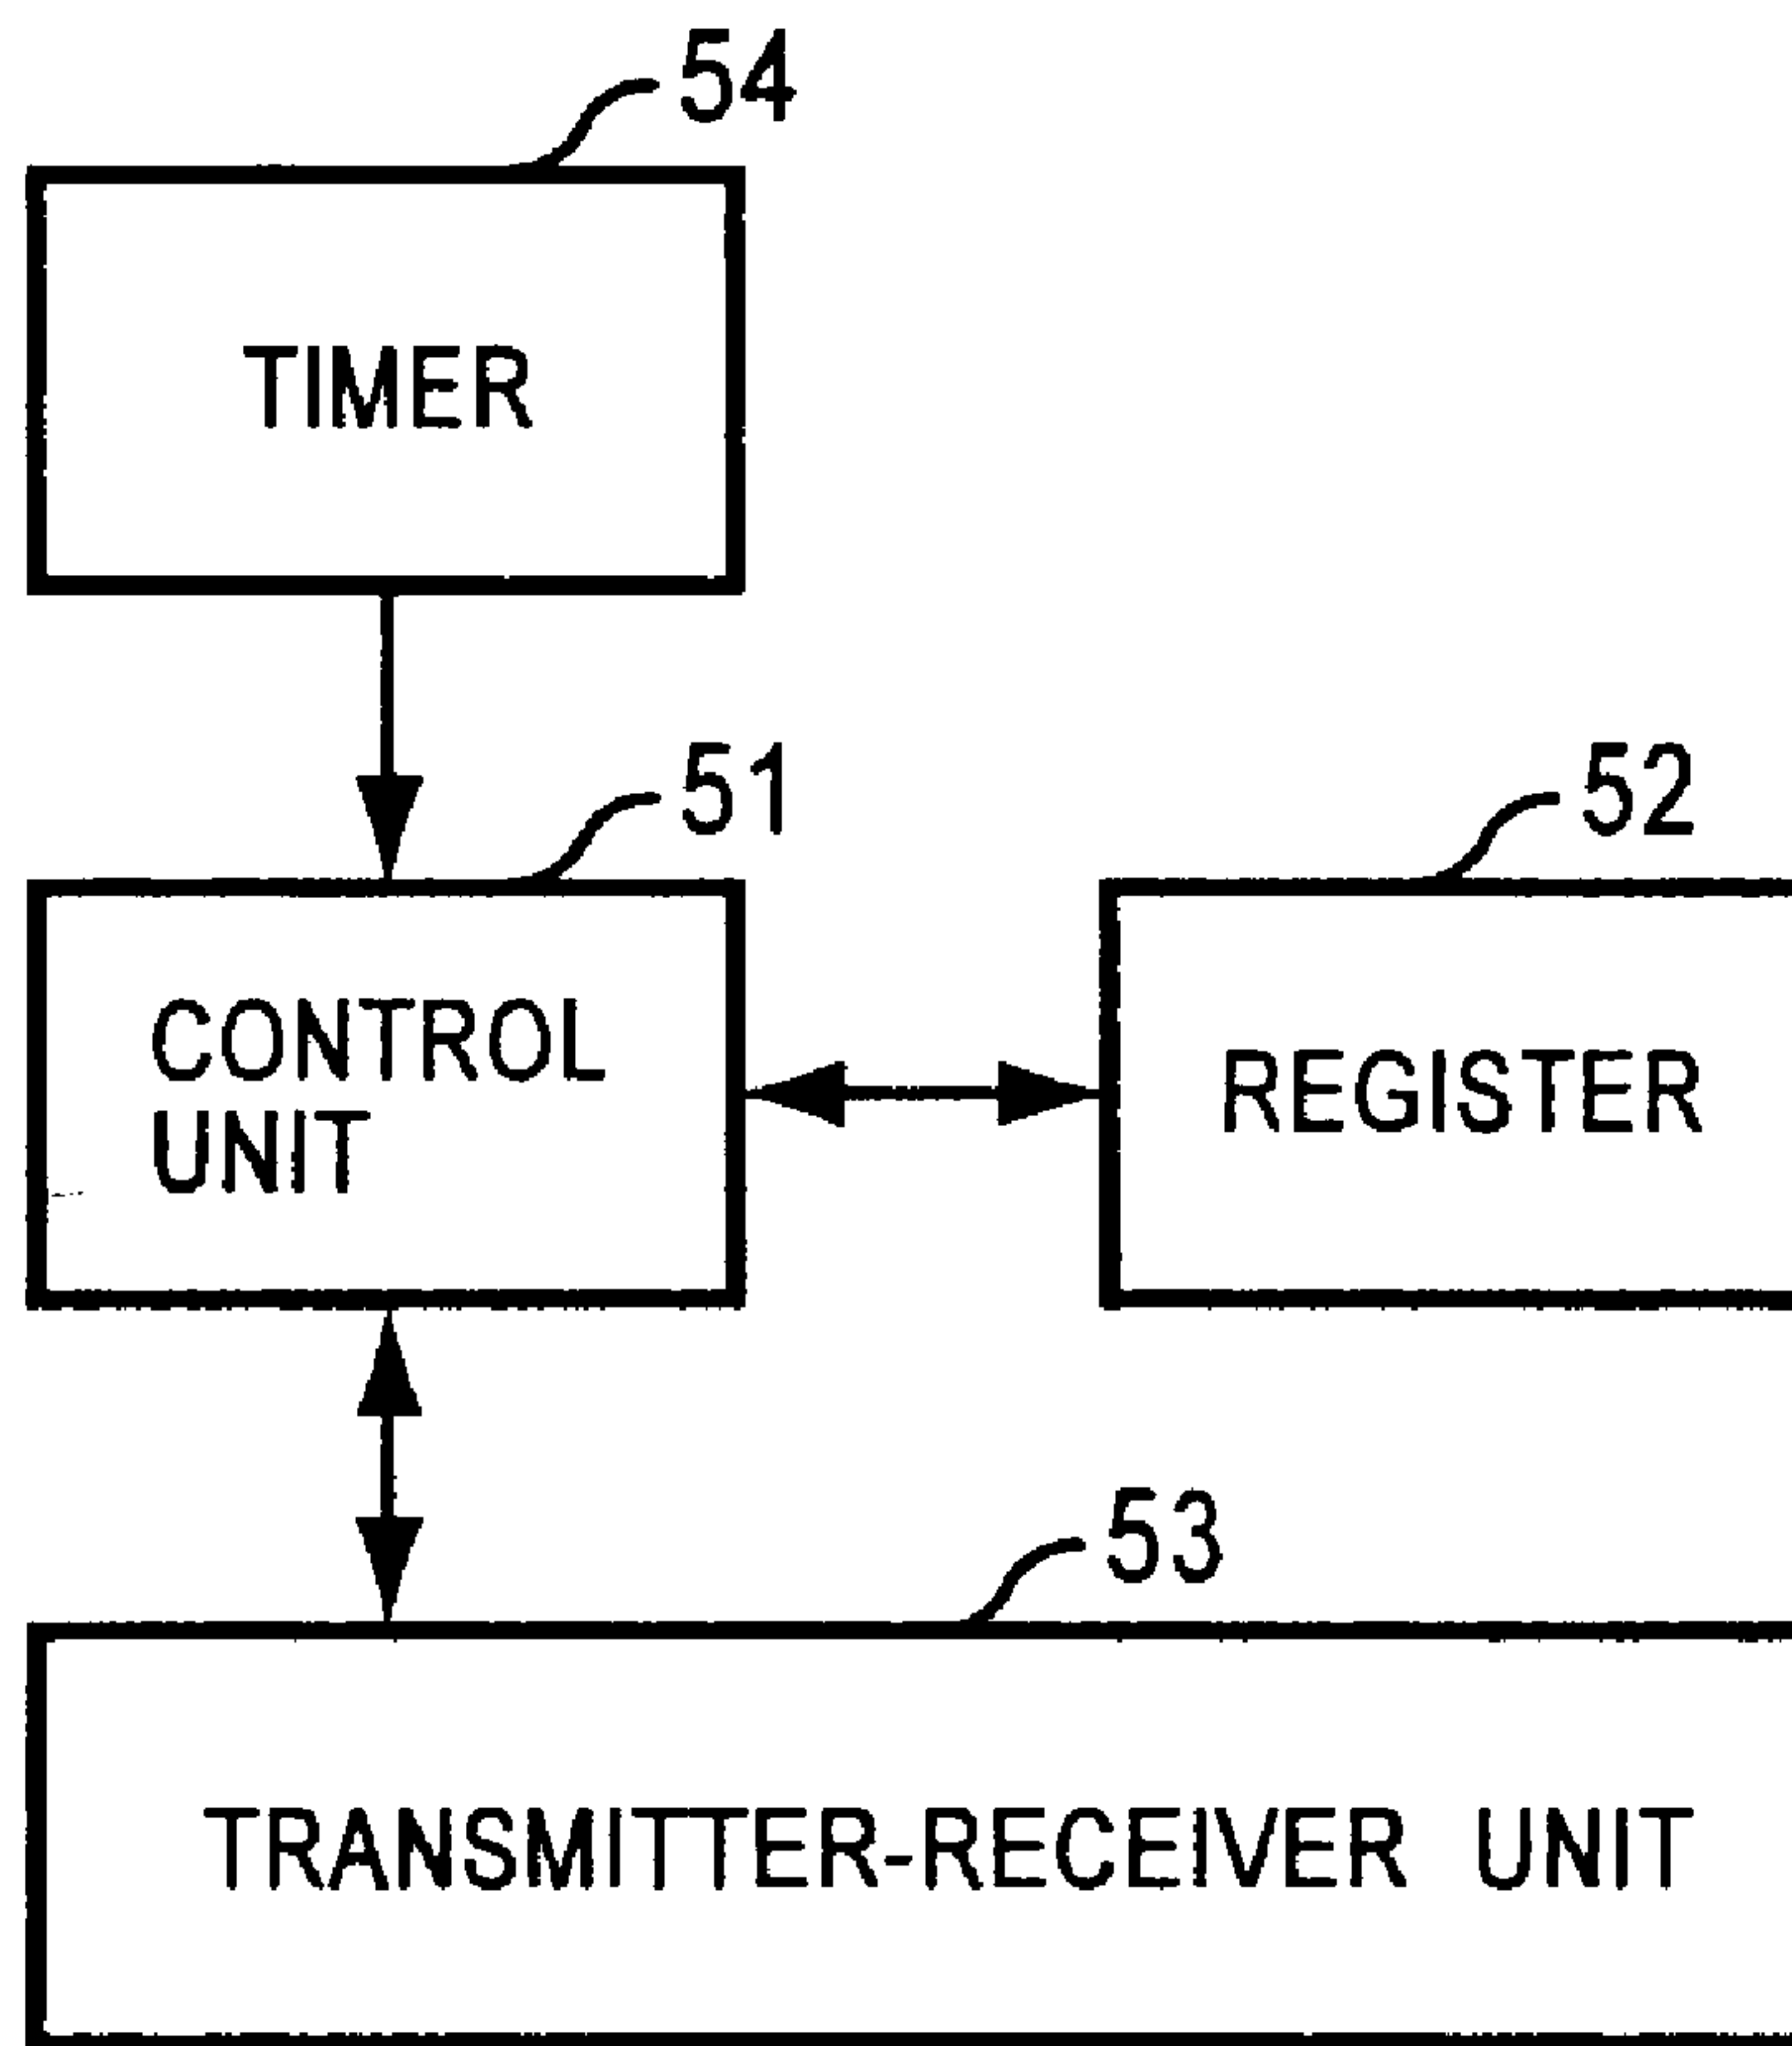 54
TIMER
51
52
CONTROL
UNIT
REGISTER
53
TRANSMITTER-RECEIVER UNIT